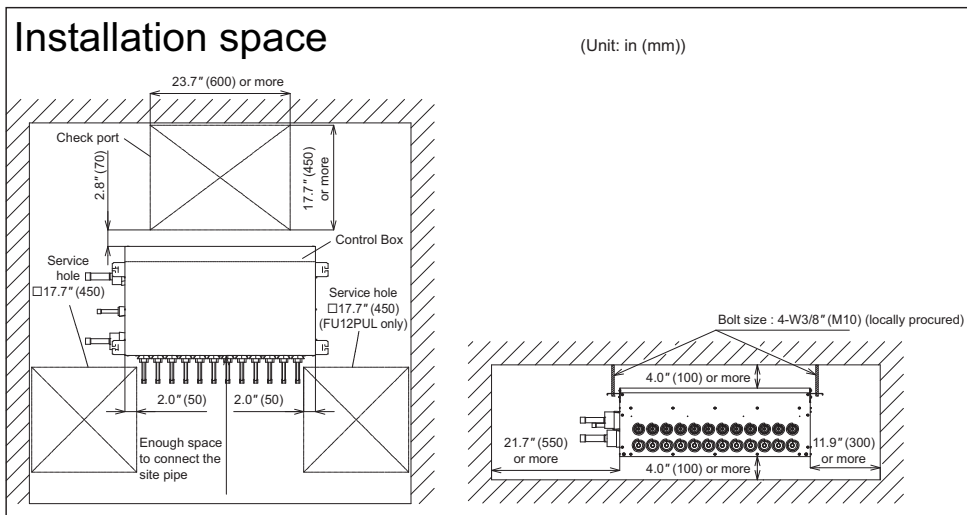 Installation space
(Unit: in (mm))
23.7″ (600) or more
Check port
2.8″ (70)
17.7″ (450)
or more
Control Box
Service
hole
□17.7″ (450)
Service hole
□17.7″ (450)
(FU12PUL only)
2.0″ (50)
2.0″ (50)
Enough space
to connect the
site pipe
Bolt size : 4-W3/8″ (M10) (locally procured)
4.0″ (100) or more
21.7″ (550)
or more
11.9″ (300)
or more
4.0″ (100) or more